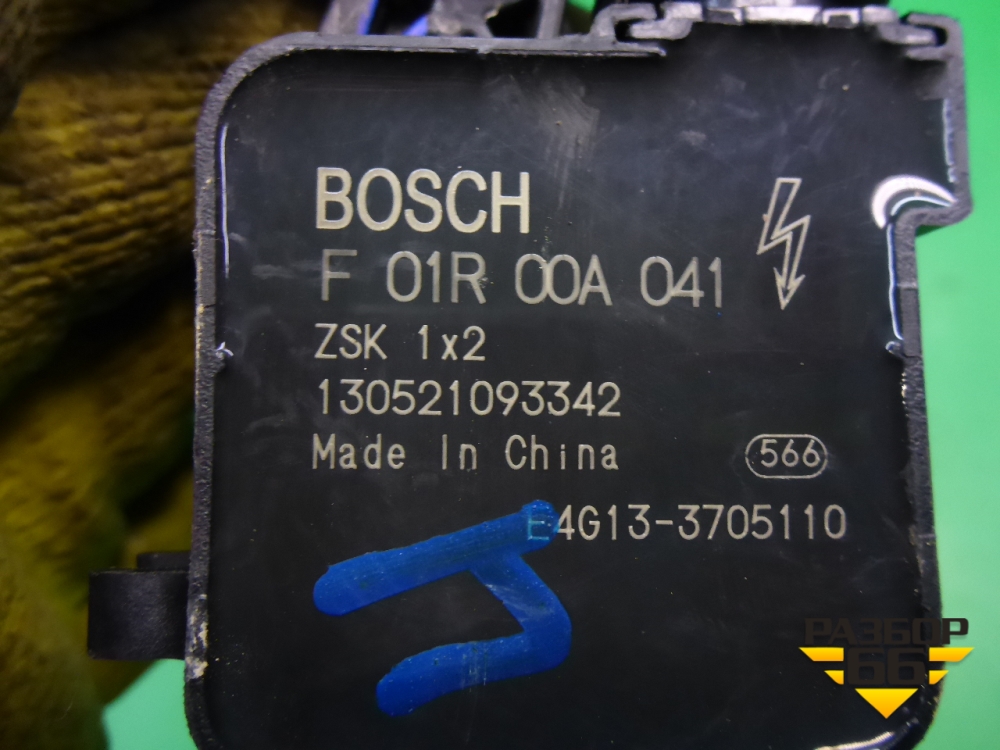 BOSCH
F 01R 00A 041
ZSK 1x2
130521093342
Made In China
566
E4G13-3705110
РАЗБОР
66